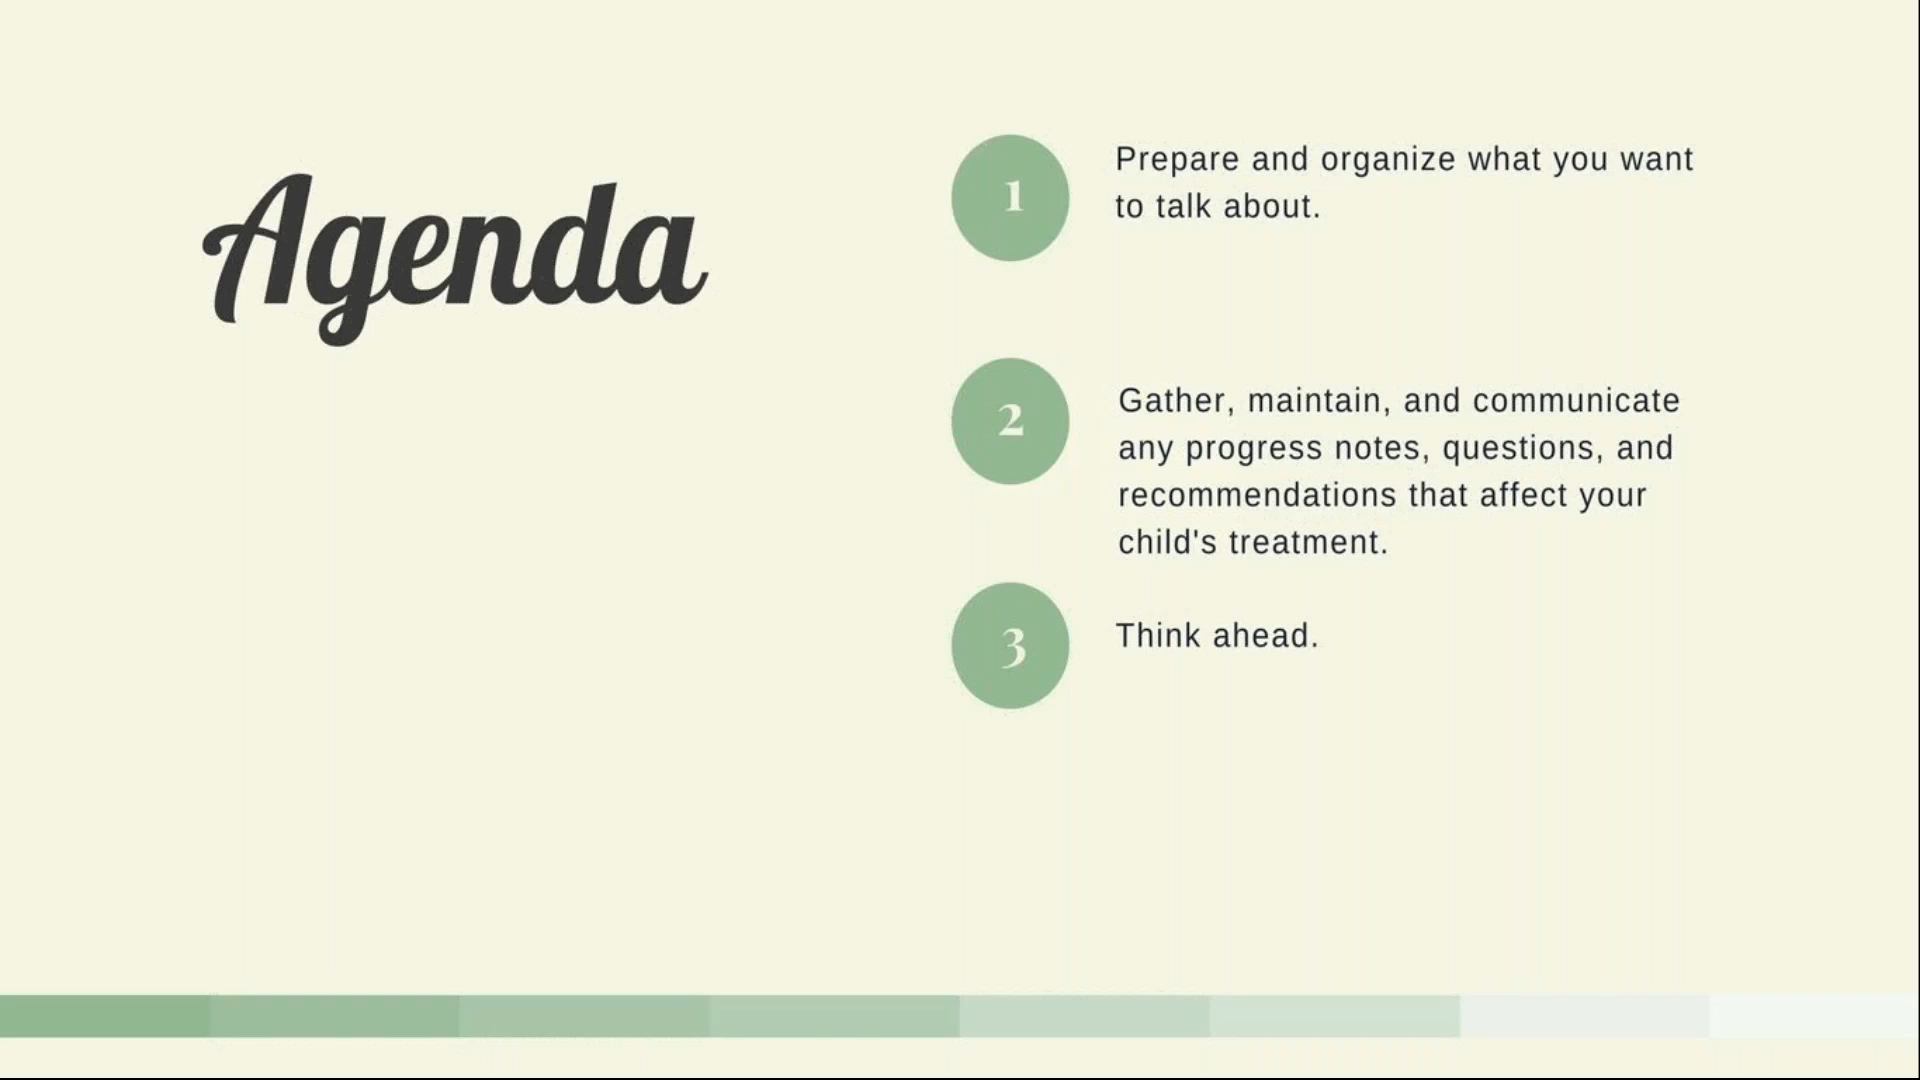 Agenda
1
Prepare and organize what you want
to talk about.
2
Gather, maintain, and communicate
any progress notes, questions, and
recommendations that affect your
child's treatment.
3
Think ahead.